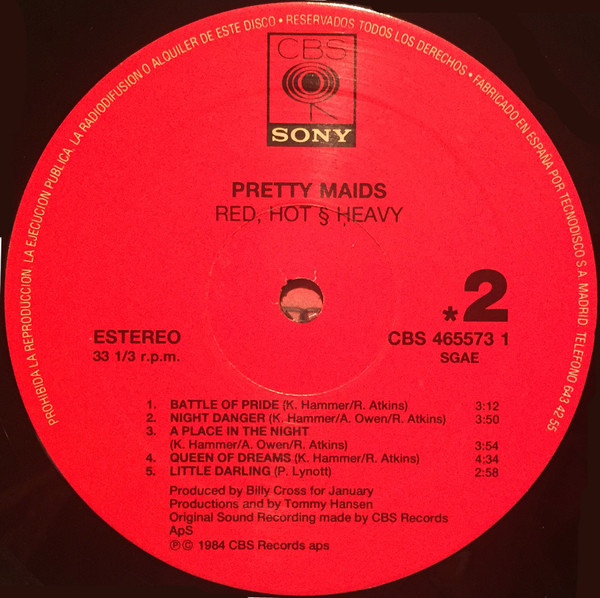 PROHIBIDA LA REPRODUCCION, LA EJECUCION PUBLICA, LA RADIODIFUSION O ALQUILER DE ESTE DISCO • RESERVADOS TODOS LOS DERECHOS • FABRICADO EN ESPAÑA POR TECNODISCO S.A. MADRID. TELEFONO 643 42 55
CBS
SONY
PRETTY MAIDS
RED, HOT § HEAVY
*2
ESTEREO CBS 465573 1
33 1/3 r.p.m. SGAE
1. BATTLE OF PRIDE (K. Hammer/R. Atkins) 3:12
2. NIGHT DANGER (K. Hammer/A. Owen/R. Atkins) 3:50
3. A PLACE IN THE NIGHT
(K. Hammer/A. Owen/R. Atkins) 3:54
4. QUEEN OF DREAMS (K. Hammer/R. Atkins) 4:34
5. LITTLE DARLING (P. Lynott) 2:58
Produced by Billy Cross for January
Productions and by Tommy Hansen
Original Sound Recording made by CBS Records
ApS
Ⓟ © 1984 CBS Records aps